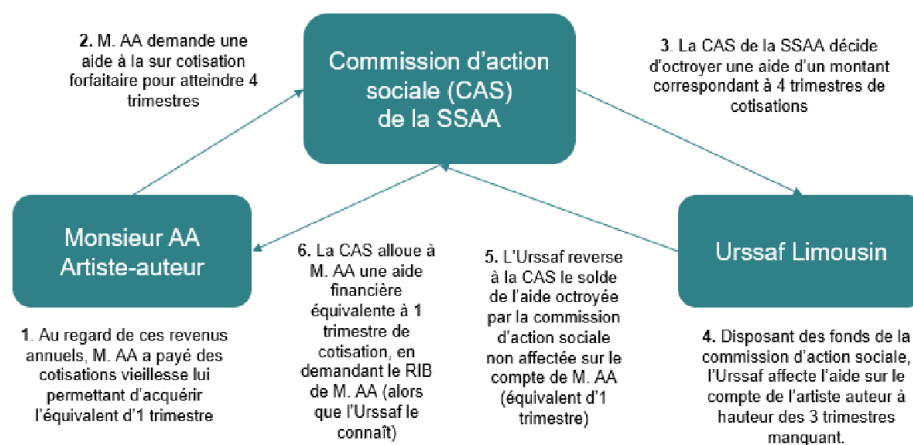 2. M. AA demande une
aide à la sur cotisation
forfaitaire pour atteindre 4
trimestres
Commission d'action
sociale (CAS)
de la SSAA
3. La CAS de la SSAA décide
d'octroyer une aide d'un montant
correspondant à 4 trimestres de
cotisations
Monsieur AA
Artiste-auteur
Urssaf Limousin
1. Au regard de ces revenus
annuels, M. AA a payé des
cotisations vieillesse lui
permettant d'acquérir
l'équivalent d'1 trimestre
6. La CAS alloue à
M. AA une aide
financière
équivalente à 1
trimestre de
cotisation, en
demandant le RIB
de M. AA (alors
que l'Urssaf le
connaît)
5. L'Urssaf reverse
à la CAS le solde
de l'aide octroyée
par la commission
d'action sociale
non affectée sur le
compte de M. AA
(équivalent d'1
trimestre)
4. Disposant des fonds de la
commission d'action sociale,
l'Urssaf affecte l'aide sur le
compte de l'artiste auteur à
hauteur des 3 trimestres
manquant.